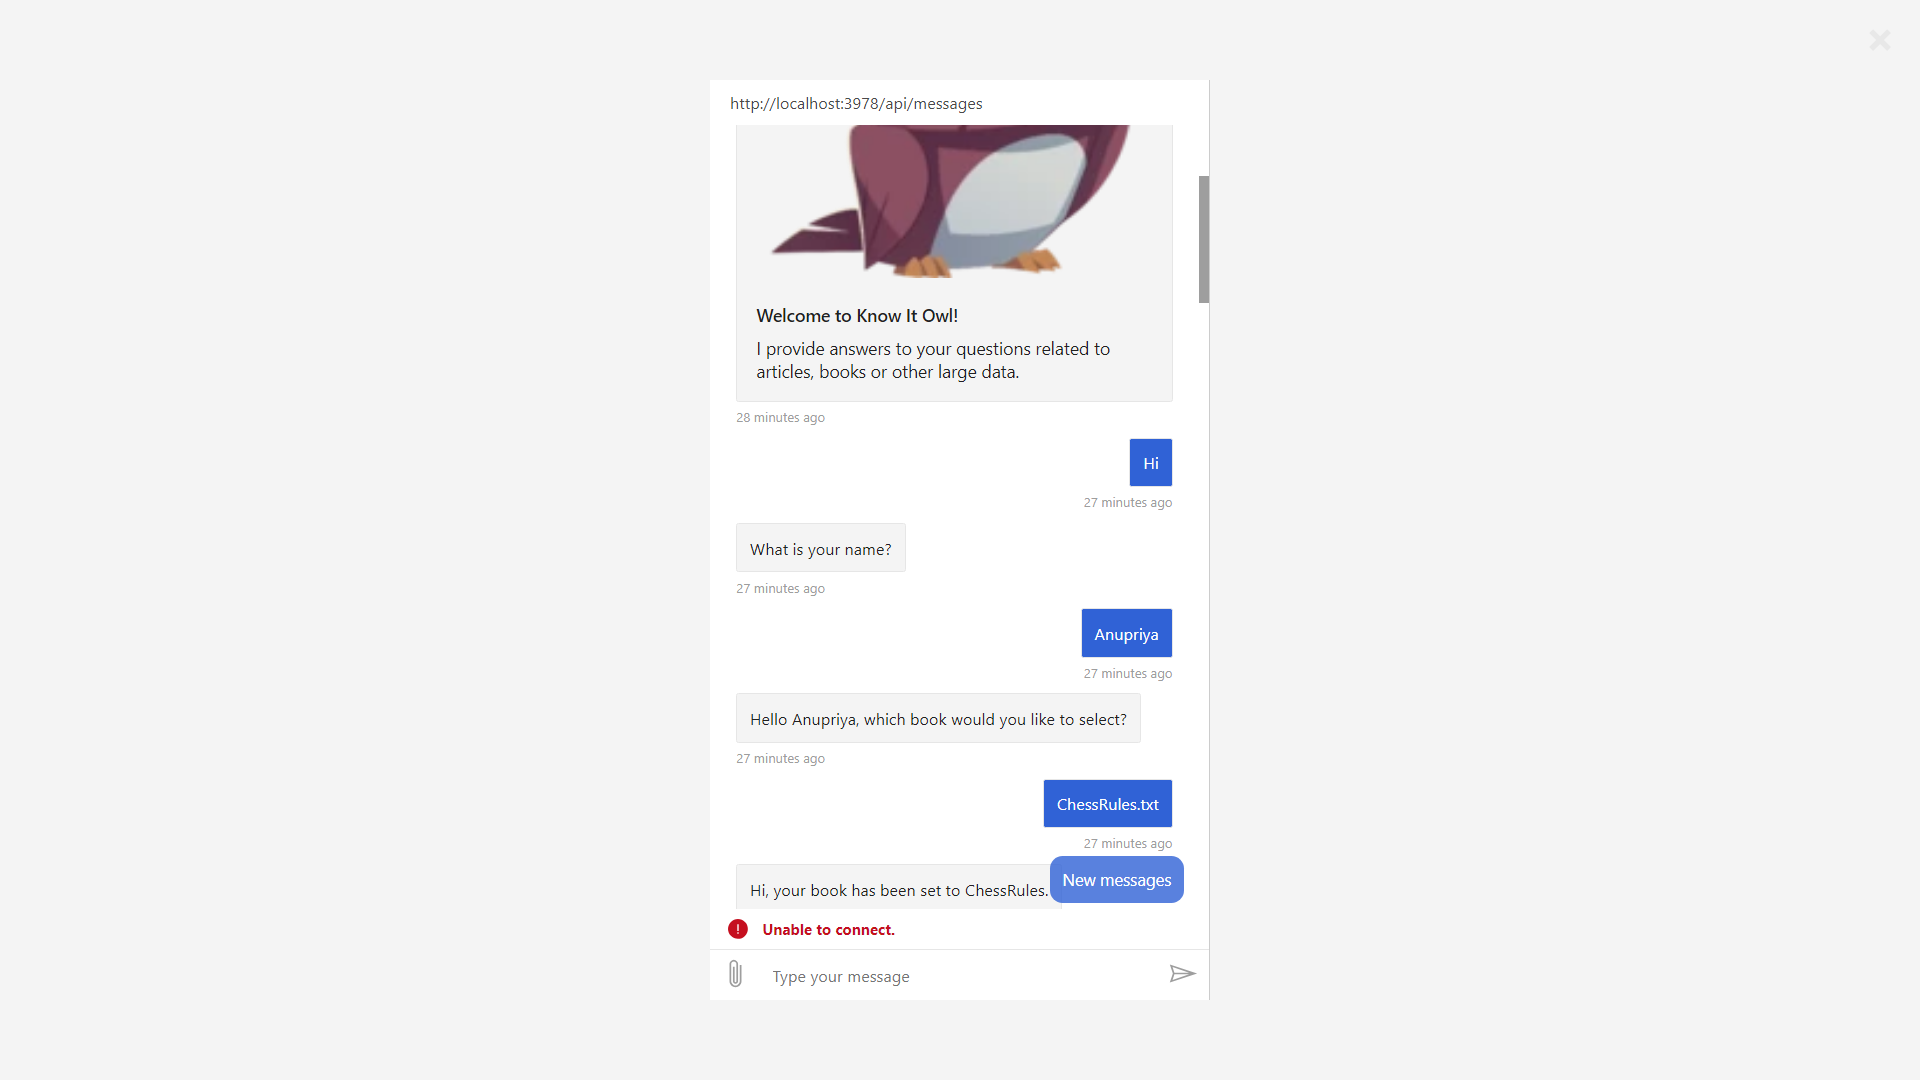 http://localhost:3978/api/messages
Welcome to Know It Owl!
I provide answers to your questions related to
articles, books or other large data.
28 minutes ago
Hi
27 minutes ago
What is your name?
27 minutes ago
Anupriya
27 minutes ago
Hello Anupriya, which book would you like to select?
27 minutes ago
ChessRules.txt
27 minutes ago
Hi, your book has been set to ChessRules.
New messages
Unable to connect.
Type your message